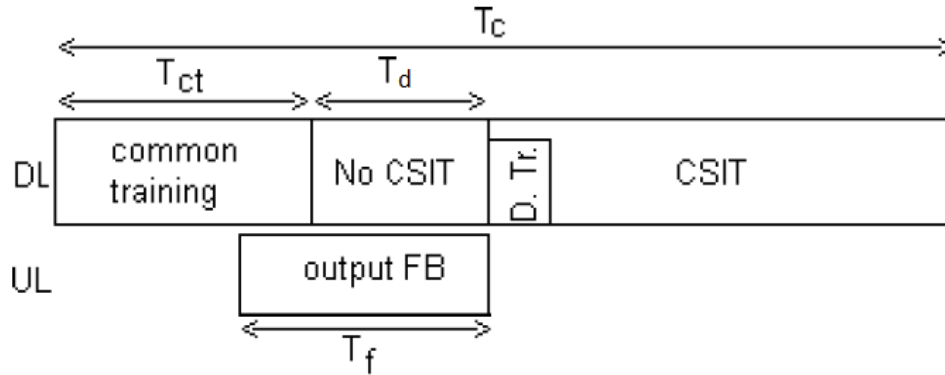 Tc
Tct
Td
DL
common
training
No CSIT
D. Tr.
CSIT
UL
output FB
Tf